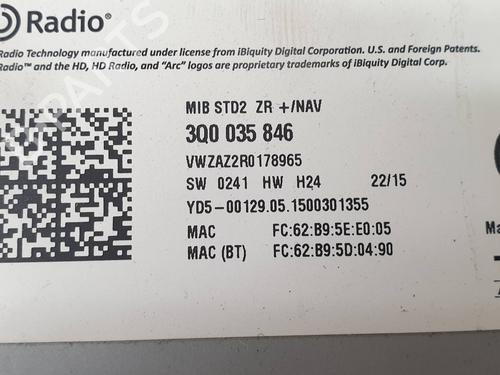 D Radio®
Radio Technology manufactured under license from iBiquity Digital Corporation. U.S. and Foreign Patents.
Radio™ and the HD, HD Radio, and “Arc” logos are proprietary trademarks of iBiquity Digital Corp.
MIB STD2 ZR +/NAV
3Q0 035 846
VWZAZ2R0178965
SW 0241 HW H24 22/15
YD5-00129.05.1500301355
MAC FC:62:B9:5E:E0:05
MAC (BT) FC:62:B9:5D:04:90